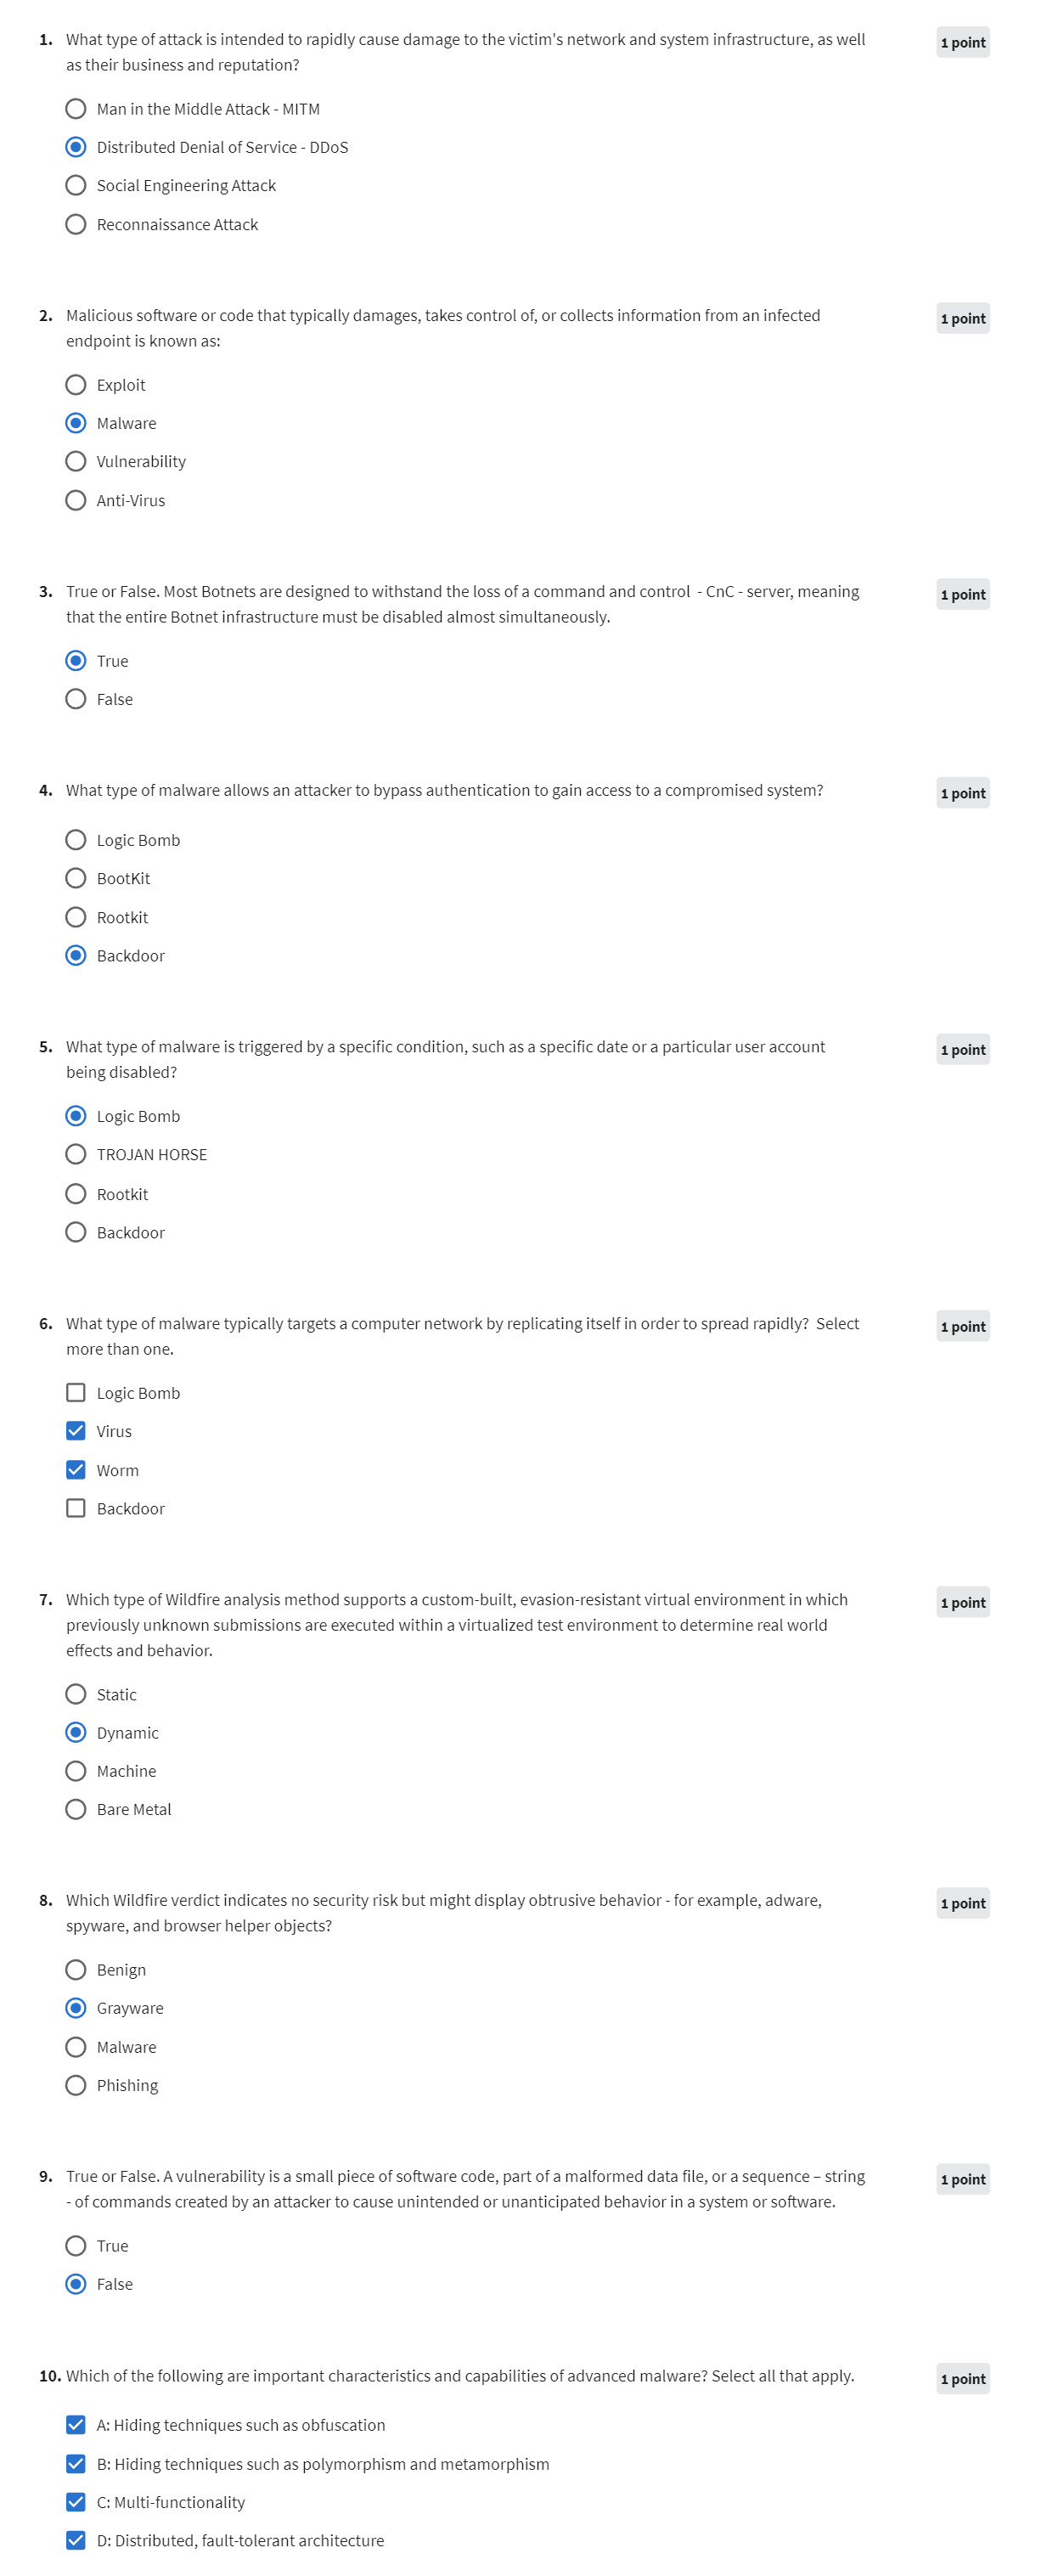 1. What type of attack is intended to rapidly cause damage to the victim's network and system infrastructure, as well
as their business and reputation?
1 point
Man in the Middle Attack - MITM
Distributed Denial of Service - DDoS
Social Engineering Attack
Reconnaissance Attack
2. Malicious software or code that typically damages, takes control of, or collects information from an infected
endpoint is known as:
1 point
Exploit
Malware
Vulnerability
Anti-Virus
3. True or False. Most Botnets are designed to withstand the loss of a command and control  - CnC - server, meaning
that the entire Botnet infrastructure must be disabled almost simultaneously.
1 point
True
False
4. What type of malware allows an attacker to bypass authentication to gain access to a compromised system?
1 point
Logic Bomb
BootKit
Rootkit
Backdoor
5. What type of malware is triggered by a specific condition, such as a specific date or a particular user account
being disabled?
1 point
Logic Bomb
TROJAN HORSE
Rootkit
Backdoor
6. What type of malware typically targets a computer network by replicating itself in order to spread rapidly?  Select
more than one.
1 point
Logic Bomb
Virus
Worm
Backdoor
7. Which type of Wildfire analysis method supports a custom-built, evasion-resistant virtual environment in which
previously unknown submissions are executed within a virtualized test environment to determine real world
effects and behavior.
1 point
Static
Dynamic
Machine
Bare Metal
8. Which Wildfire verdict indicates no security risk but might display obtrusive behavior - for example, adware,
spyware, and browser helper objects?
1 point
Benign
Grayware
Malware
Phishing
9. True or False. A vulnerability is a small piece of software code, part of a malformed data file, or a sequence – string
- of commands created by an attacker to cause unintended or unanticipated behavior in a system or software.
1 point
True
False
10. Which of the following are important characteristics and capabilities of advanced malware? Select all that apply.
1 point
A: Hiding techniques such as obfuscation
B: Hiding techniques such as polymorphism and metamorphism
C: Multi-functionality
D: Distributed, fault-tolerant architecture